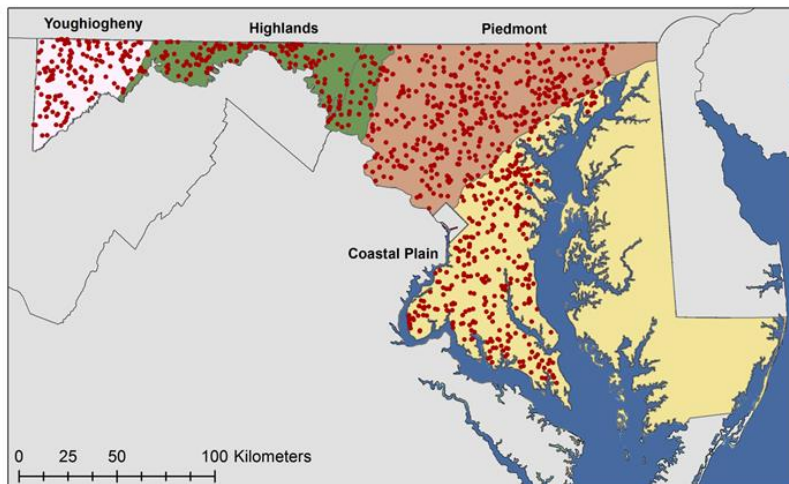 Youghiogheny
Highlands
Piedmont
Coastal Plain
0 25 50 100 Kilometers